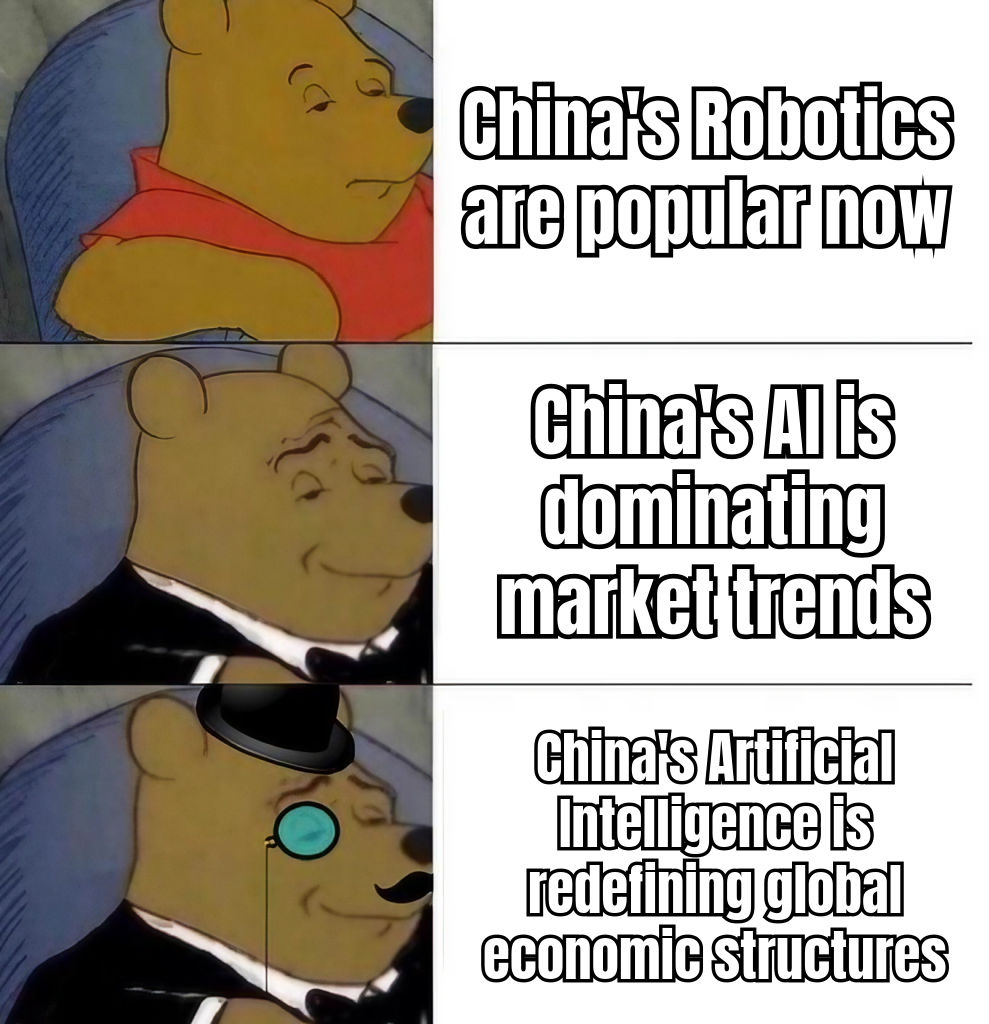 China's Robotics
are popular now
China's AI is
dominating
market trends
China's Artificial
Intelligence is
redefining global
economic structures